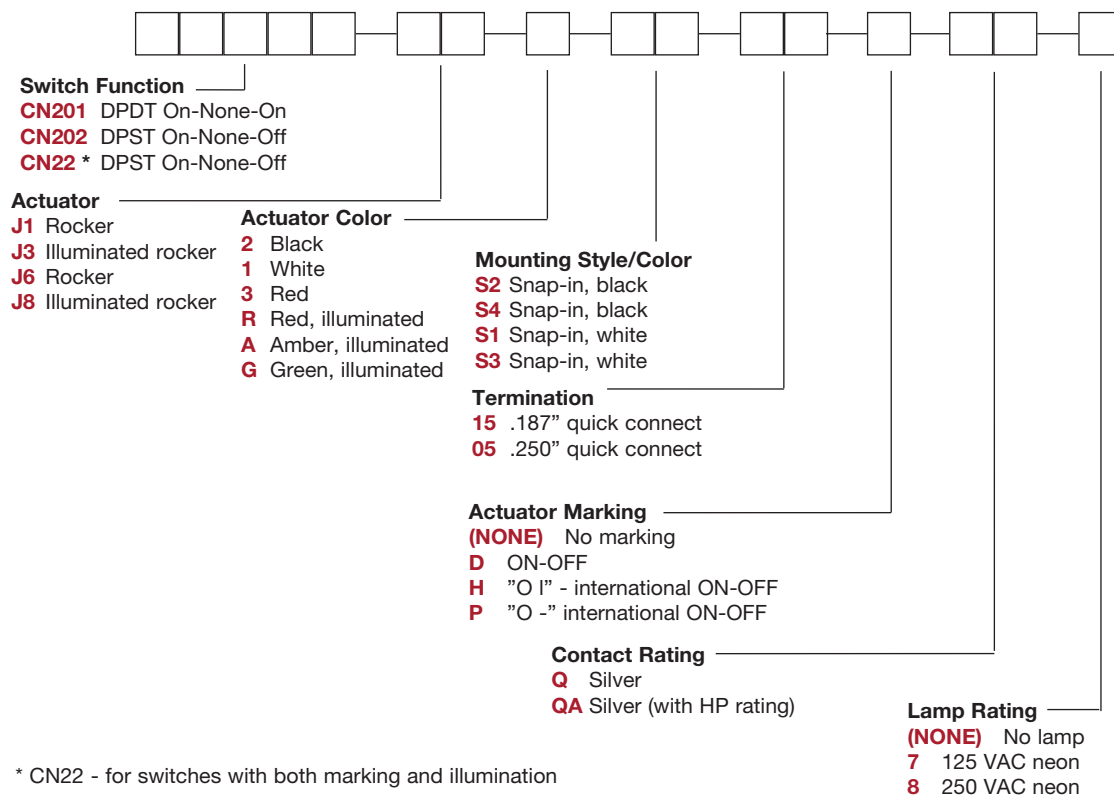 Switch Function
CN201 DPDT On-None-On
CN202 DPST On-None-Off
CN22 * DPST On-None-Off
Actuator
J1 Rocker
J3 Illuminated rocker
J6 Rocker
J8 Illuminated rocker
Actuator Color
2 Black
1 White
3 Red
R Red, illuminated
A Amber, illuminated
G Green, illuminated
Mounting Style/Color
S2 Snap-in, black
S4 Snap-in, black
S1 Snap-in, white
S3 Snap-in, white
Termination
15 .187” quick connect
05 .250” quick connect
Actuator Marking
(NONE) No marking
D ON-OFF
H ”O I” - international ON-OFF
P ”O -” international ON-OFF
Contact Rating
Q Silver
QA Silver (with HP rating)
Lamp Rating
(NONE) No lamp
7 125 VAC neon
8 250 VAC neon
* CN22 - for switches with both marking and illumination